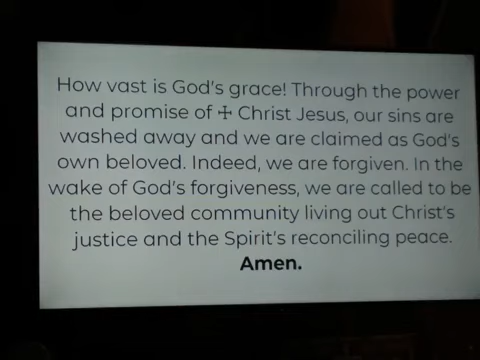 How vast is God's grace! Through the power
and promise of ☩ Christ Jesus, our sins are
washed away and we are claimed as God's
own beloved. Indeed, we are forgiven. In the
wake of God's forgiveness, we are called to be
the beloved community living out Christ's
justice and the Spirit's reconciling peace.
Amen.